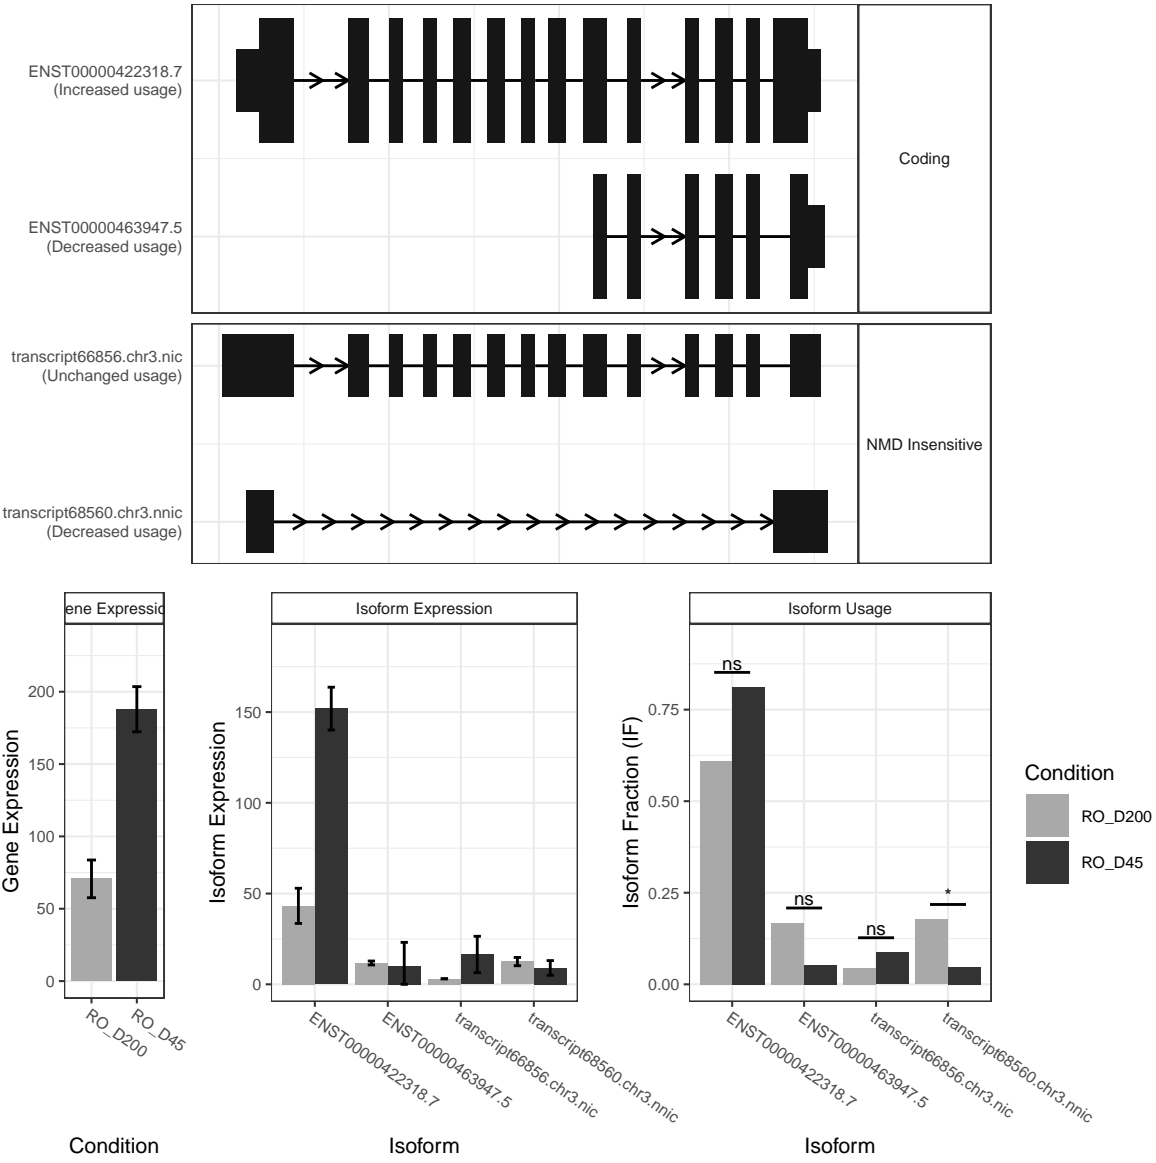 ENST00000422318.7
(Increased usage)
Coding
ENST00000463947.5
(Decreased usage)
transcript66856.chr3.nic
(Unchanged usage)
NMD Insensitive
transcript68560.chr3.nnic
(Decreased usage)
ene Expressio
Gene Expression
200
150
100
50
0
RO_D200
RO_D45
Condition
Isoform Expression
Isoform Expression
150
100
50
0
ENST00000422318.7
ENST00000463947.5
transcript66856.chr3.nic
transcript68560.chr3.nnic
Isoform
Isoform Usage
Isoform Fraction (IF)
0.75
0.50
0.25
0.00
ns
ns
ns
*
ENST00000422318.7
ENST00000463947.5
transcript66856.chr3.nic
transcript68560.chr3.nnic
Isoform
Condition
RO_D200
RO_D45